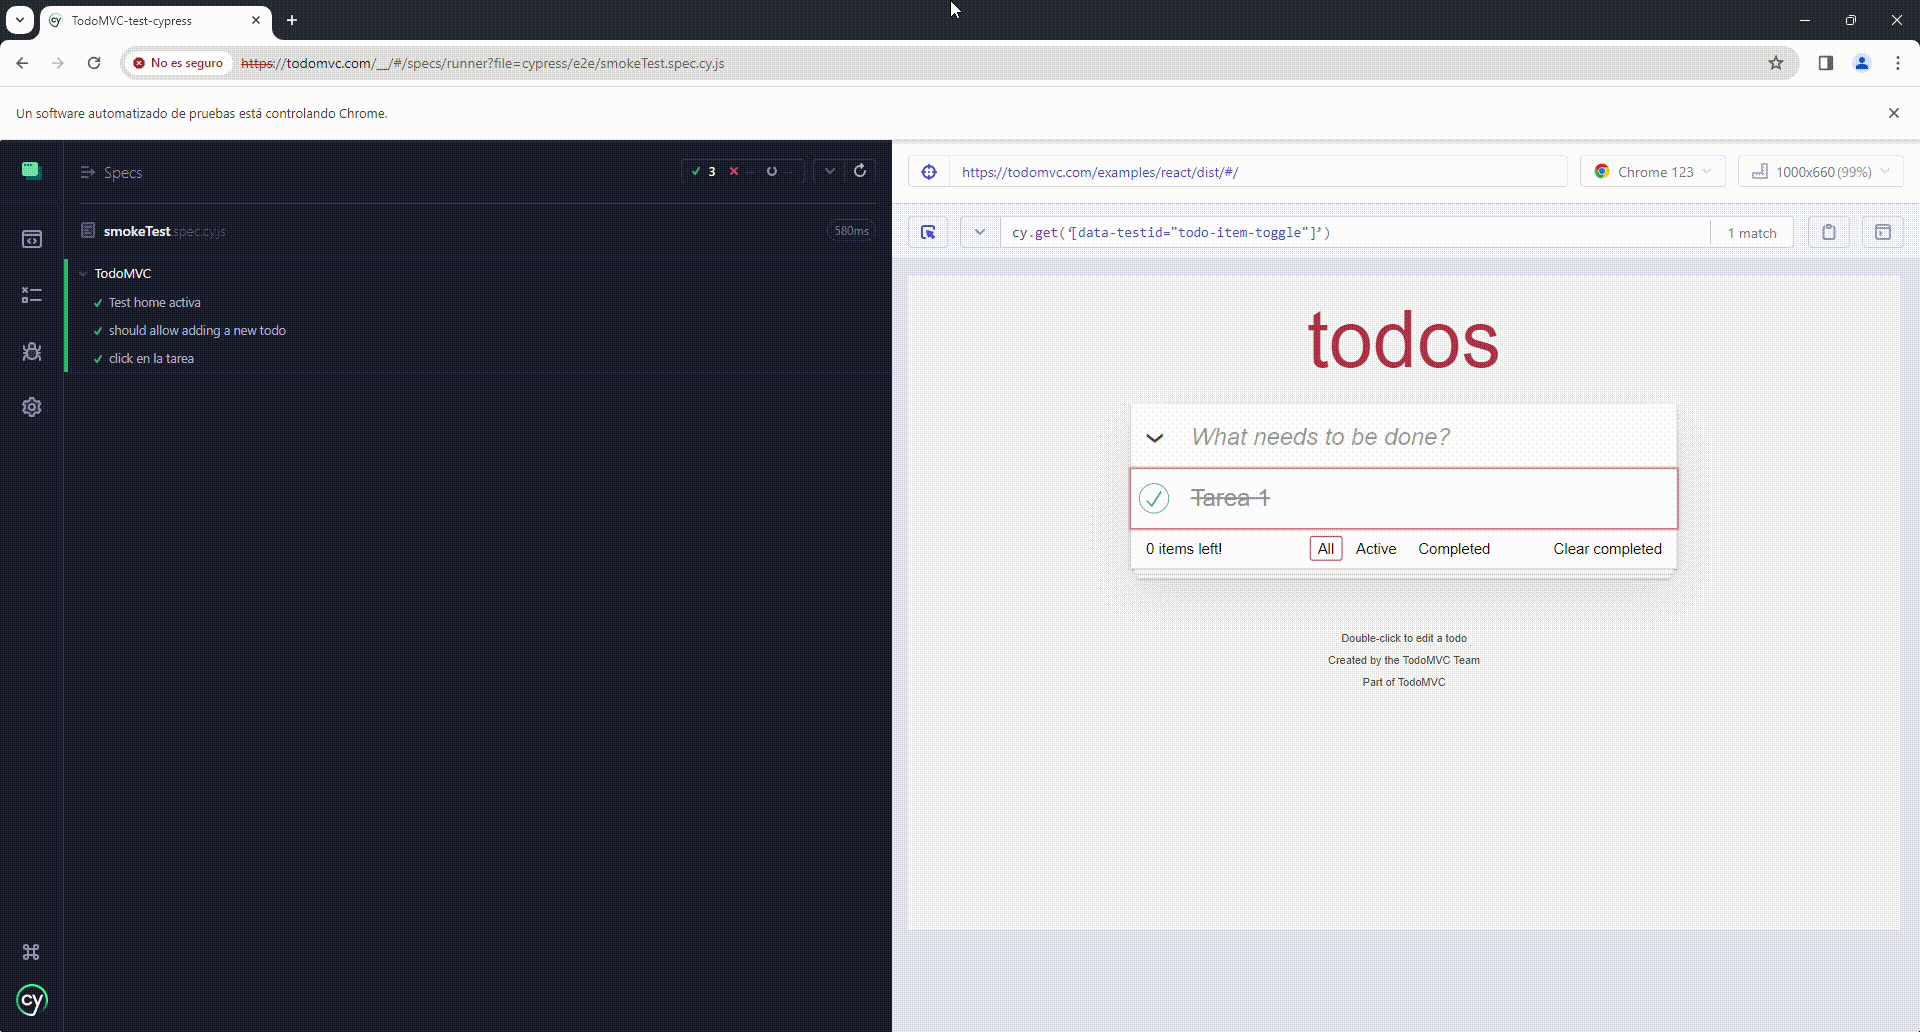 TodoMVC-test-cypress
No es seguro https://todomvc.com/__/#/specs/runner?file=cypress/e2e/smokeTest.spec.cy.js
Un software automatizado de pruebas está controlando Chrome.
Specs
3 -- --
smokeTest.spec.cy.js 580ms
TodoMVC
Test home activa
should allow adding a new todo
click en la tarea
cy
https://todomvc.com/examples/react/dist/#/ Chrome 123 1000x660 (99%)
cy.get('[data-testid="todo-item-toggle"]') 1 match
todos
What needs to be done?
Tarea 1
0 items left! All Active Completed Clear completed
Double-click to edit a todo
Created by the TodoMVC Team
Part of TodoMVC